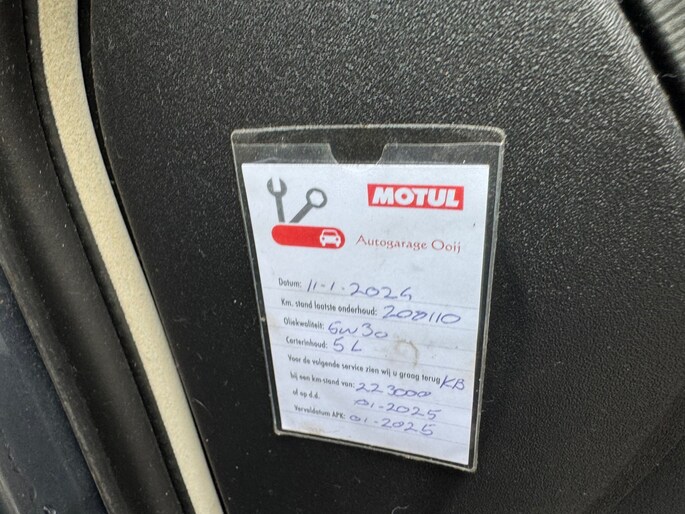 MOTUL
Autogarage Ooij
Datum: 11-1-2024
Km. stand laatste onderhoud: 200110
Oliekwaliteit: 5W30
Carterinhoud: 5 L
Voor de volgende service zien wij u graag terug KB
bij een km-stand van: 223000
of op d.d. 01-2025
Vervaldatum APK: 01-2025